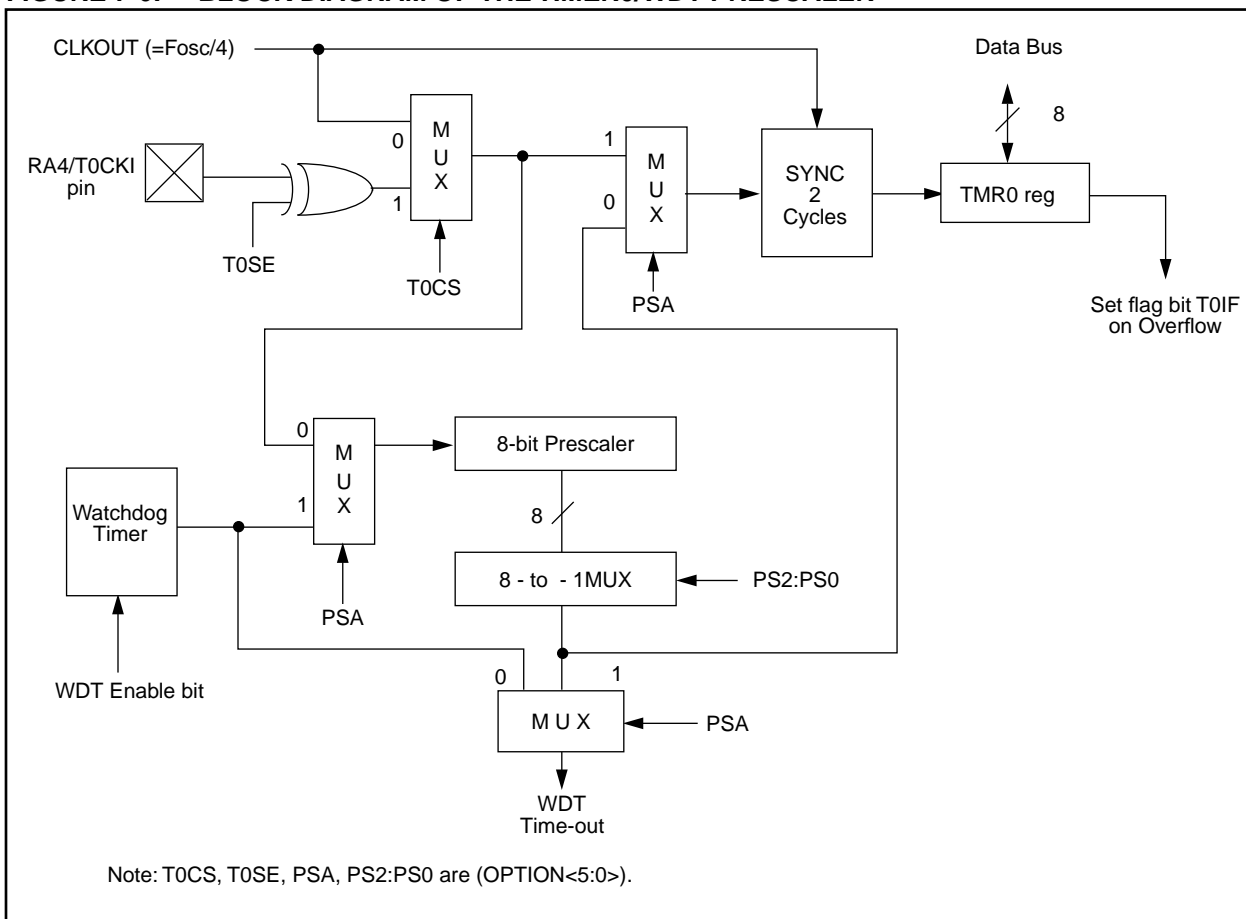 CLKOUT (=Fosc/4)
Data Bus
8
M
U
X
0
1
RA4/T0CKI
pin
T0SE
T0CS
1
0
M
U
X
PSA
SYNC
2
Cycles
TMR0 reg
Set flag bit T0IF
on Overflow
0
1
M
U
X
8-bit Prescaler
Watchdog
Timer
8
8 - to - 1MUX
PS2:PS0
PSA
WDT Enable bit
0
1
M U X
PSA
WDT
Time-out
Note: T0CS, T0SE, PSA, PS2:PS0 are (OPTION<5:0>).